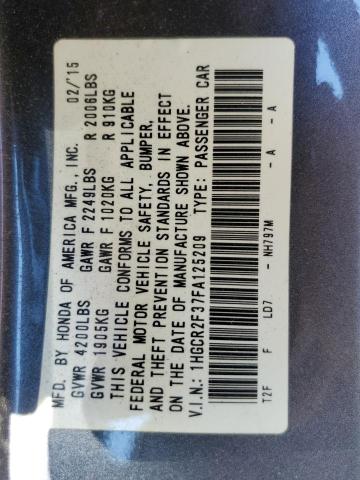 MFD. BY HONDA OF AMERICA MFG., INC. 02/'15
GVWR 4200LBS GAWR F 2249LBS R 2006LBS
GVWR 1905KG GAWR F 1020KG R 910KG
THIS VEHICLE CONFORMS TO ALL APPLICABLE
FEDERAL MOTOR VEHICLE SAFETY, BUMPER,
AND THEFT PREVENTION STANDARDS IN EFFECT
ON THE DATE OF MANUFACTURE SHOWN ABOVE.
V.I.N.: 1HGCR2F37FA125209 TYPE: PASSENGER CAR
T2F F LD7 - NH797M - A - A